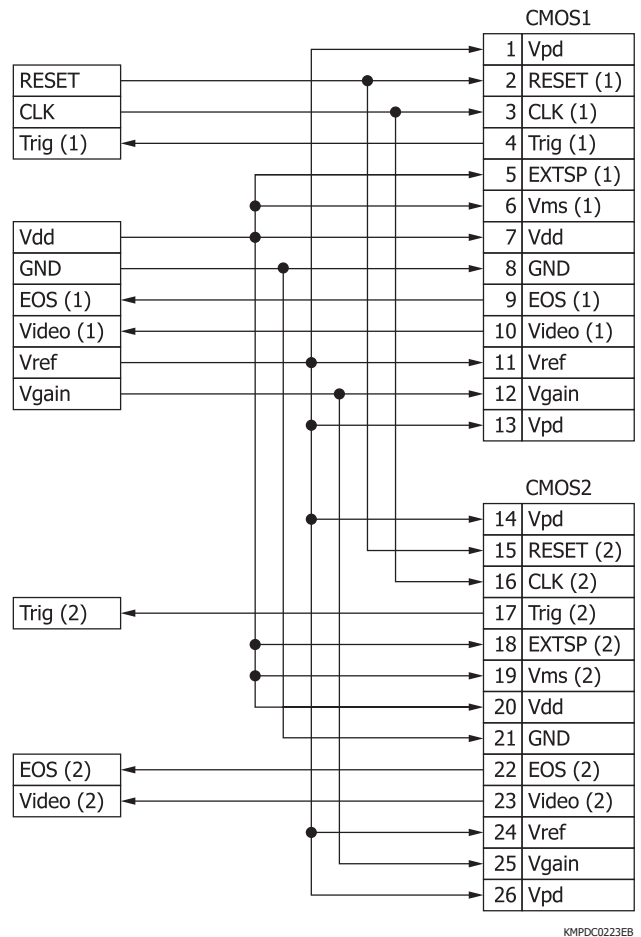 CMOS1
1 Vpd
RESET 2 RESET (1)
CLK 3 CLK (1)
Trig (1) 4 Trig (1)
5 EXTSP (1)
6 Vms (1)
Vdd 7 Vdd
GND 8 GND
EOS (1) 9 EOS (1)
Video (1) 10 Video (1)
Vref 11 Vref
Vgain 12 Vgain
13 Vpd
CMOS2
14 Vpd
15 RESET (2)
16 CLK (2)
Trig (2) 17 Trig (2)
18 EXTSP (2)
19 Vms (2)
20 Vdd
21 GND
EOS (2) 22 EOS (2)
Video (2) 23 Video (2)
24 Vref
25 Vgain
26 Vpd
KMPDC0223EB